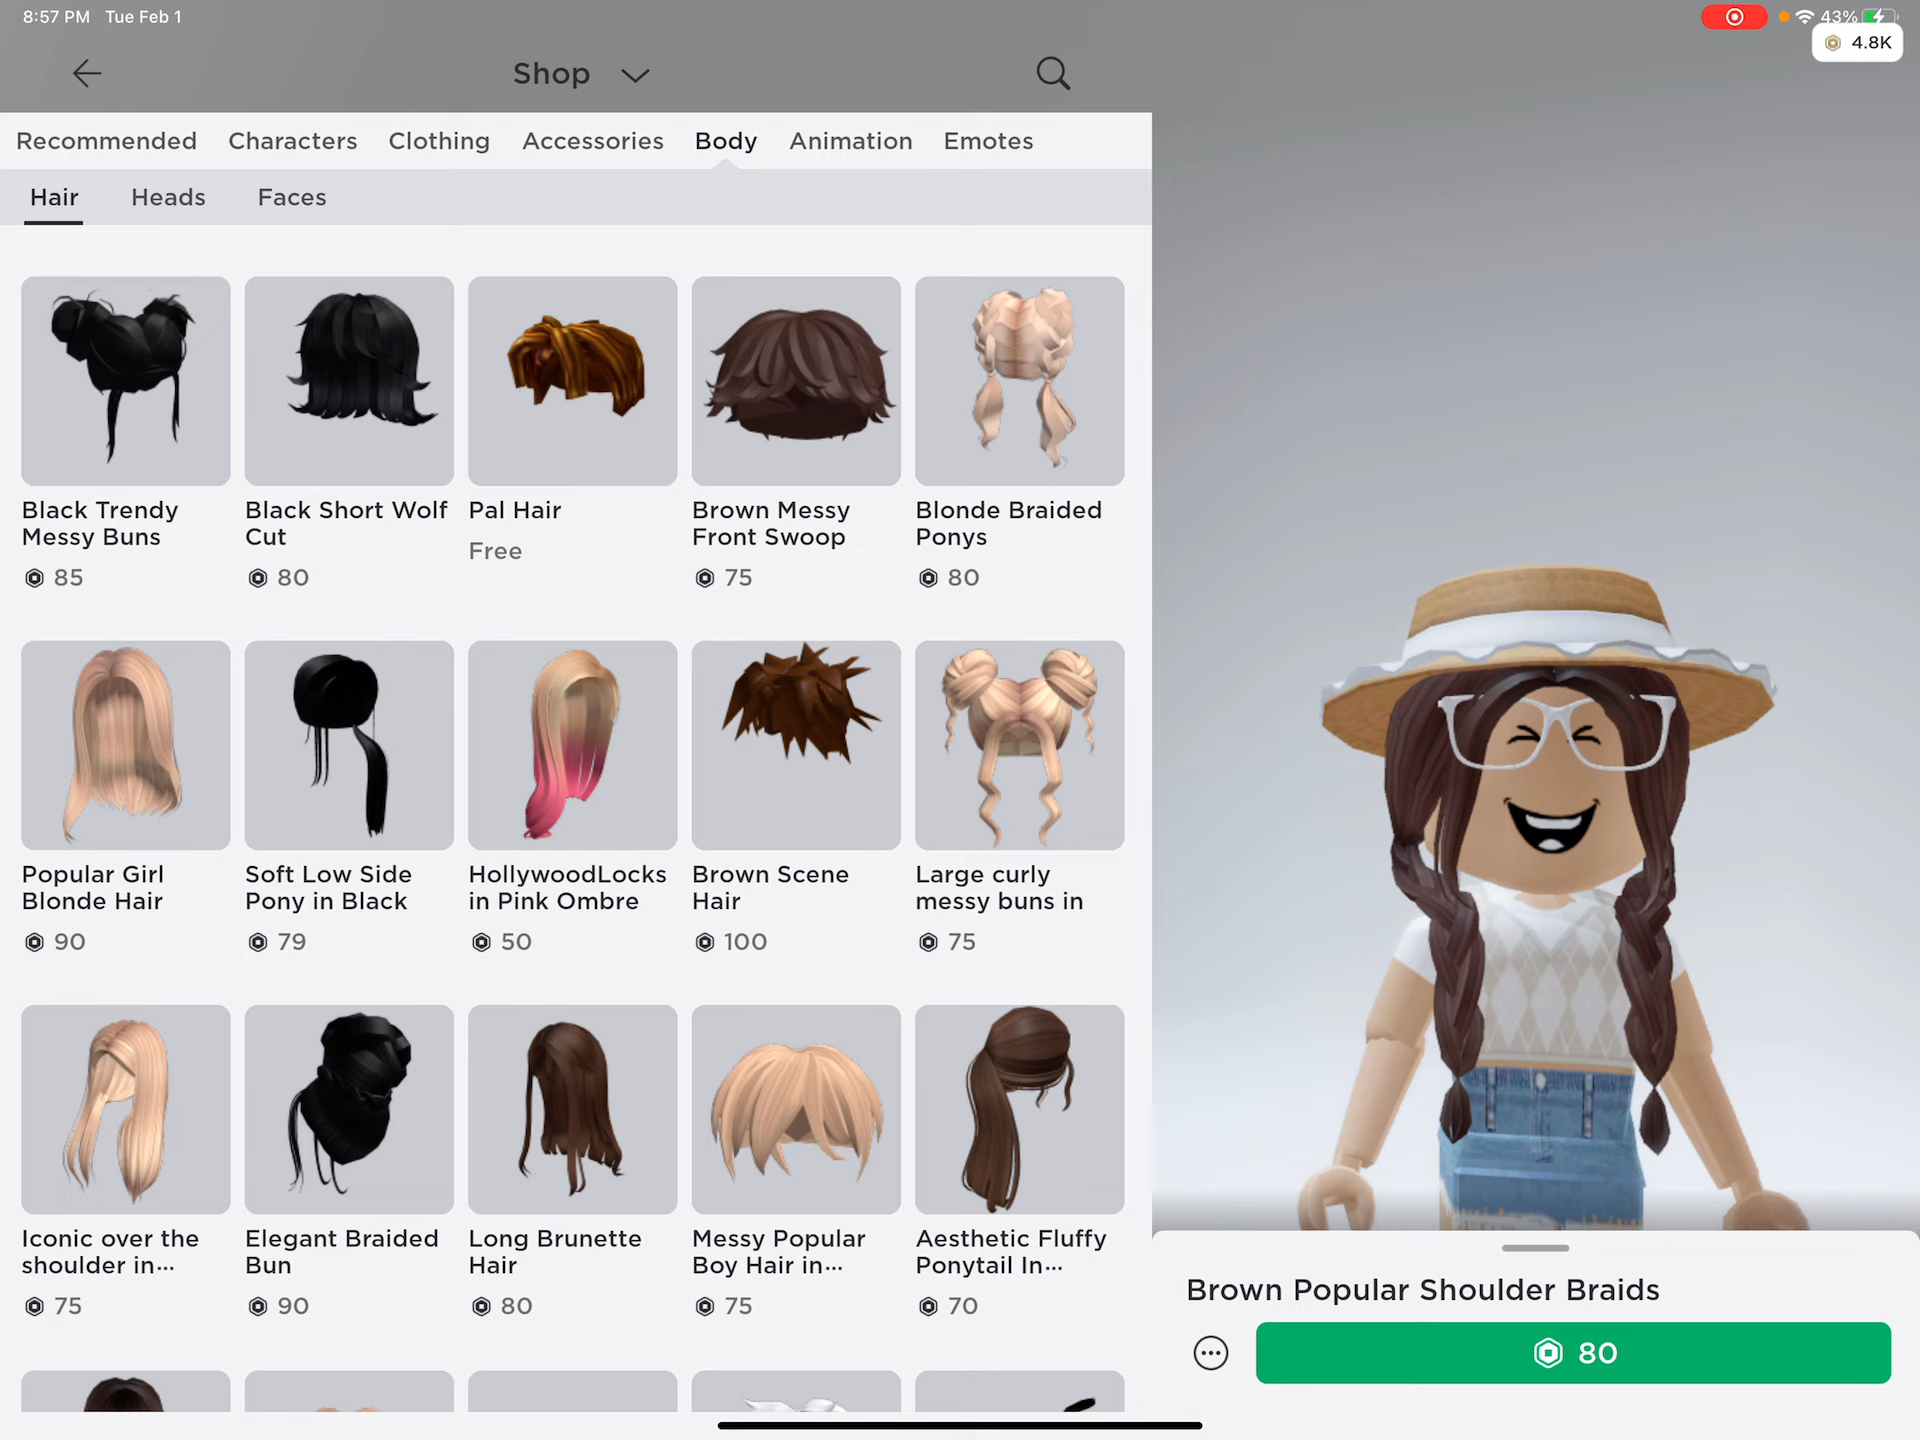 8:57 PM Tue Feb 1
43%
4.8K
Shop
Recommended Characters Clothing Accessories Body Animation Emotes
Hair Heads Faces
Black Trendy
Messy Buns
85
Black Short Wolf
Cut
80
Pal Hair
Free
Brown Messy
Front Swoop
75
Blonde Braided
Ponys
80
Popular Girl
Blonde Hair
90
Soft Low Side
Pony in Black
79
HollywoodLocks
in Pink Ombre
50
Brown Scene
Hair
100
Large curly
messy buns in
75
Iconic over the
shoulder in...
75
Elegant Braided
Bun
90
Long Brunette
Hair
80
Messy Popular
Boy Hair in...
75
Aesthetic Fluffy
Ponytail In...
70
Brown Popular Shoulder Braids
80